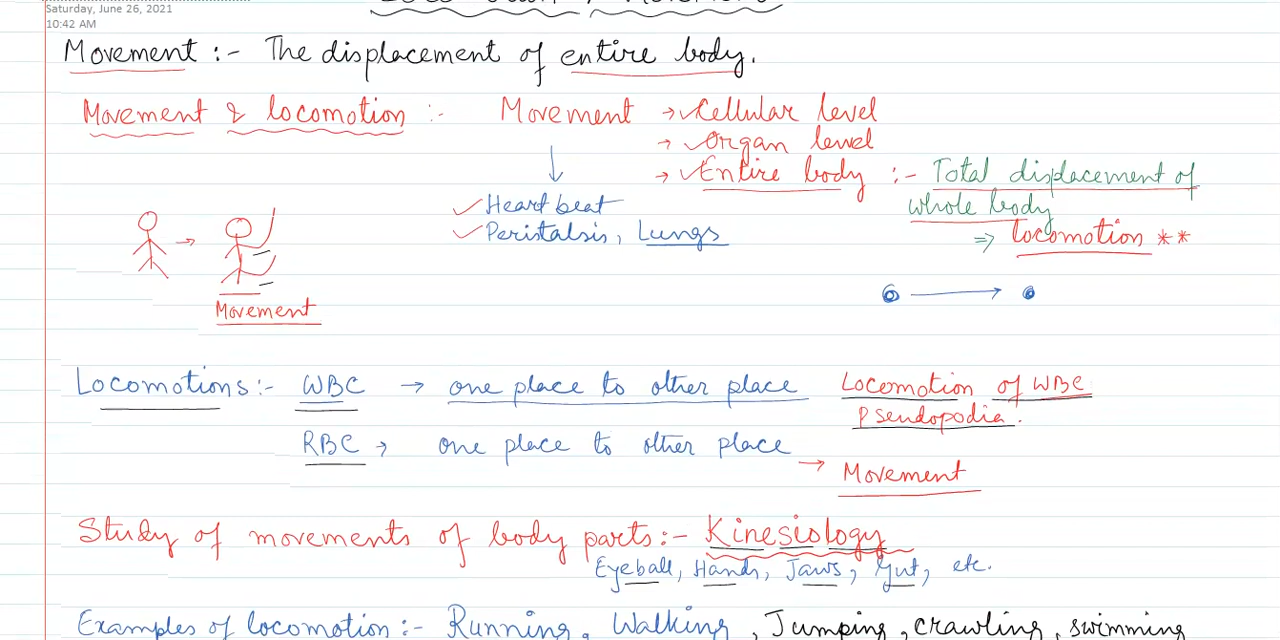 Saturday, June 26, 2021
10:42 AM
Movement :- The displacement of entire body.
Movement & locomotion :- Movement → Cellular level
→ Organ level
→ Entire body :- Total displacement of
whole body
⇒ locomotion **
Heart beat
Peristalsis, Lungs
Movement
Locomotions:- WBC → one place to other place Locomotion of WBC
Pseudopodia.
RBC → one place to other place → Movement
Study of movements of body parts:- Kinesiology
Eyeball, Hands, Jaws, Gut, etc.
Examples of locomotion :- Running, Walking, Jumping, crawling, swimming